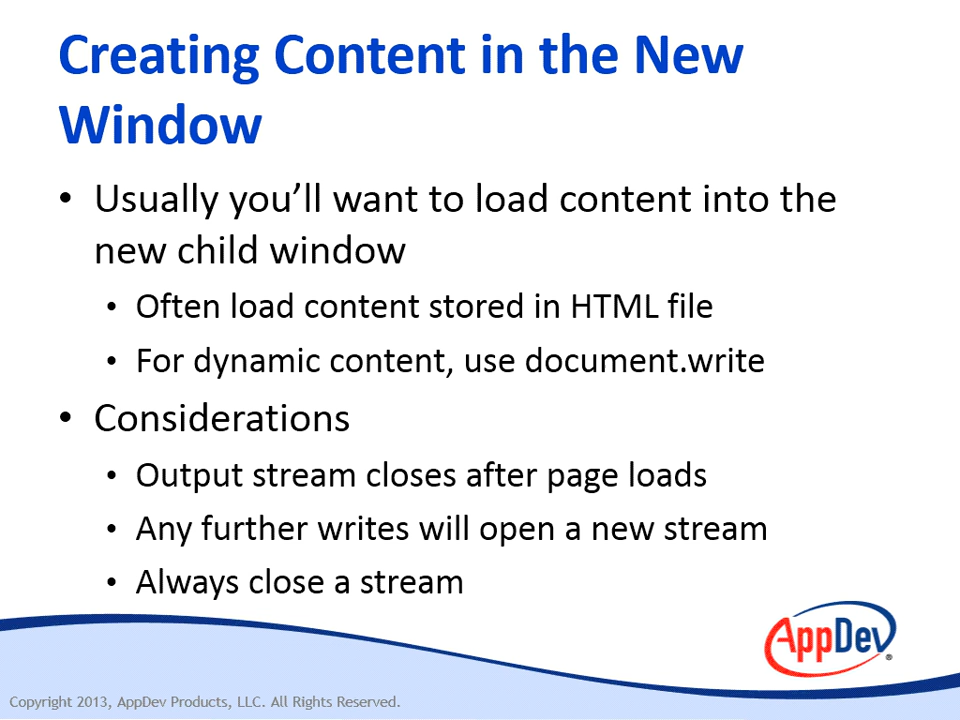 Creating Content in the New
Window
• Usually you’ll want to load content into the
new child window
• Often load content stored in HTML file
• For dynamic content, use document.write
• Considerations
• Output stream closes after page loads
• Any further writes will open a new stream
• Always close a stream
AppDev®
Copyright 2013, AppDev Products, LLC. All Rights Reserved.